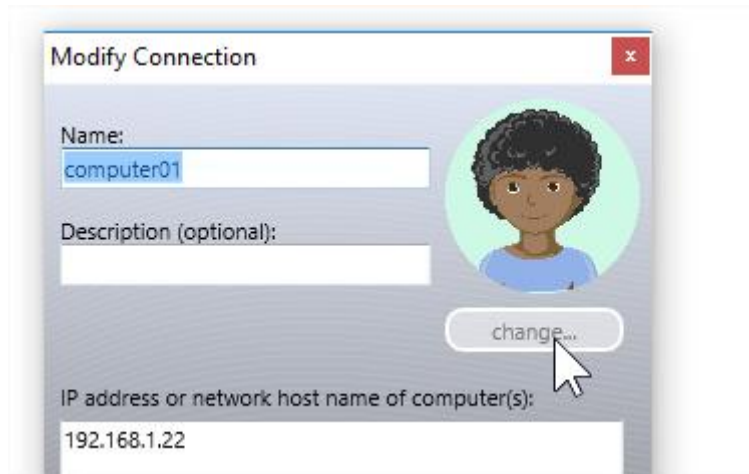 Modify Connection
x
Name:
computer01
Description (optional):
change...
IP address or network host name of computer(s):
192.168.1.22